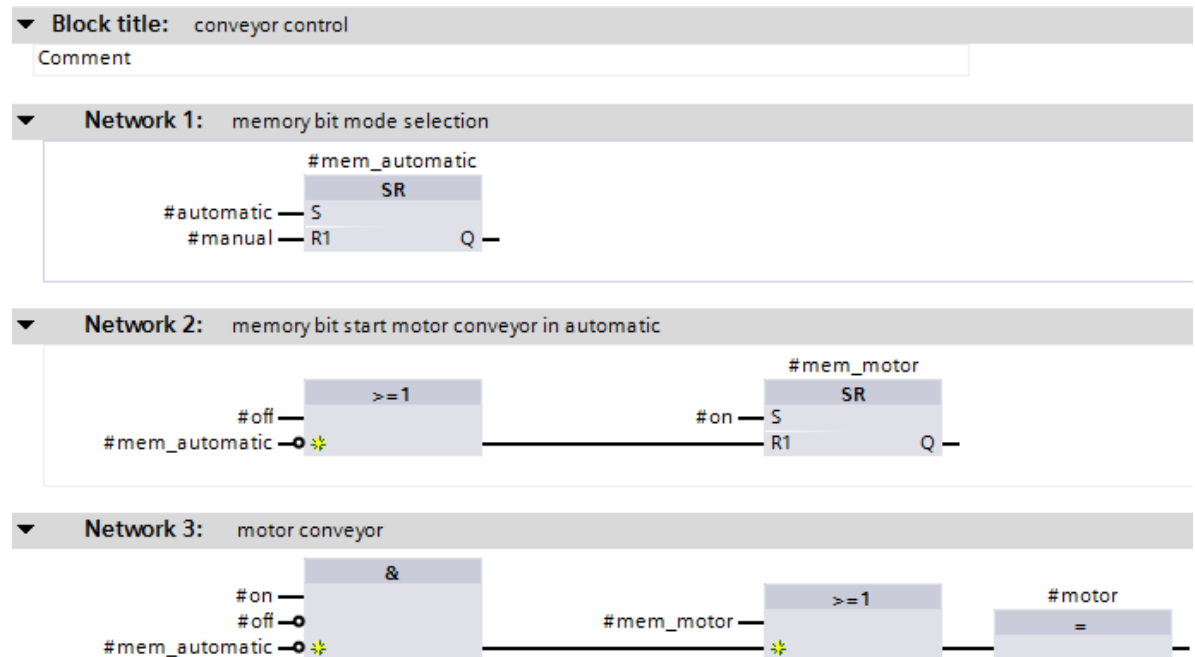 Block title: conveyor control
Comment
Network 1: memory bit mode selection
#mem_automatic
SR
#automatic S
#manual R1 Q
Network 2: memory bit start motor conveyor in automatic
#mem_motor
>=1 SR
#off #on S
#mem_automatic R1 Q
Network 3: motor conveyor
&
#on >=1 #motor
#off #mem_motor =
#mem_automatic